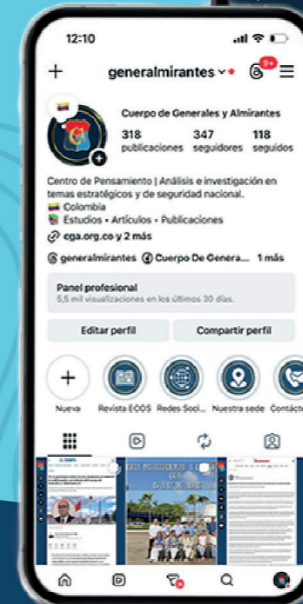 12:10
generalmirantes
9+
Cuerpo de Generales y Almirantes
318 347 118
publicaciones seguidores seguidos
Centro de Pensamiento | Análisis e investigación en
temas estratégicos y de seguridad nacional.
Colombia
Estudios • Artículos • Publicaciones
cga.org.co y 2 más
generalmirantes Cuerpo De Genera... 1 más
Panel profesional
5,5 mil visualizaciones en los últimos 30 días.
Editar perfil Compartir perfil
Nueva Revista ECOS Redes Soci... Nuestra sede Contácte